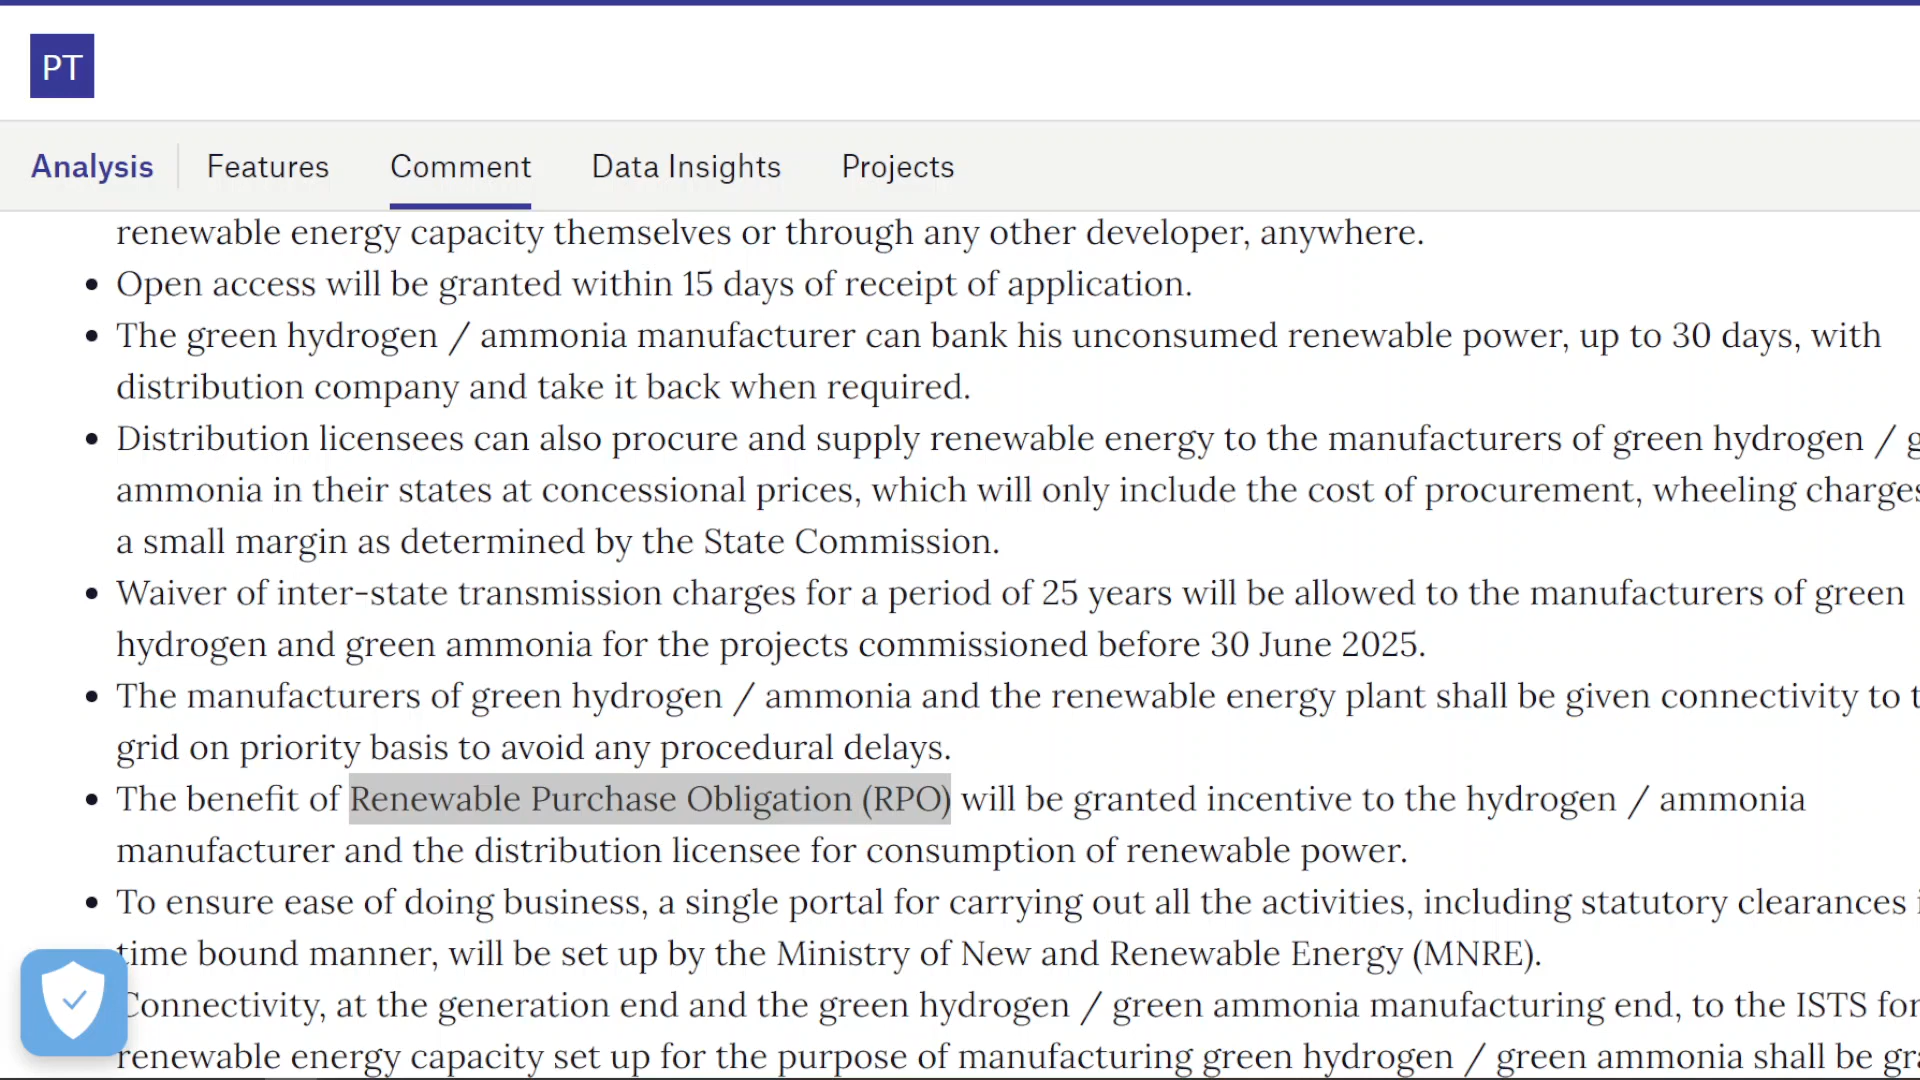 PT
Analysis Features Comment Data Insights Projects
renewable energy capacity themselves or through any other developer, anywhere.
• Open access will be granted within 15 days of receipt of application.
• The green hydrogen / ammonia manufacturer can bank his unconsumed renewable power, up to 30 days, with
distribution company and take it back when required.
• Distribution licensees can also procure and supply renewable energy to the manufacturers of green hydrogen /
ammonia in their states at concessional prices, which will only include the cost of procurement, wheeling charges
a small margin as determined by the State Commission.
• Waiver of inter-state transmission charges for a period of 25 years will be allowed to the manufacturers of green
hydrogen and green ammonia for the projects commissioned before 30 June 2025.
• The manufacturers of green hydrogen / ammonia and the renewable energy plant shall be given connectivity to
grid on priority basis to avoid any procedural delays.
• The benefit of Renewable Purchase Obligation (RPO) will be granted incentive to the hydrogen / ammonia
manufacturer and the distribution licensee for consumption of renewable power.
• To ensure ease of doing business, a single portal for carrying out all the activities, including statutory clearances
time bound manner, will be set up by the Ministry of New and Renewable Energy (MNRE).
Connectivity, at the generation end and the green hydrogen / green ammonia manufacturing end, to the ISTS for
renewable energy capacity set up for the purpose of manufacturing green hydrogen / green ammonia shall be